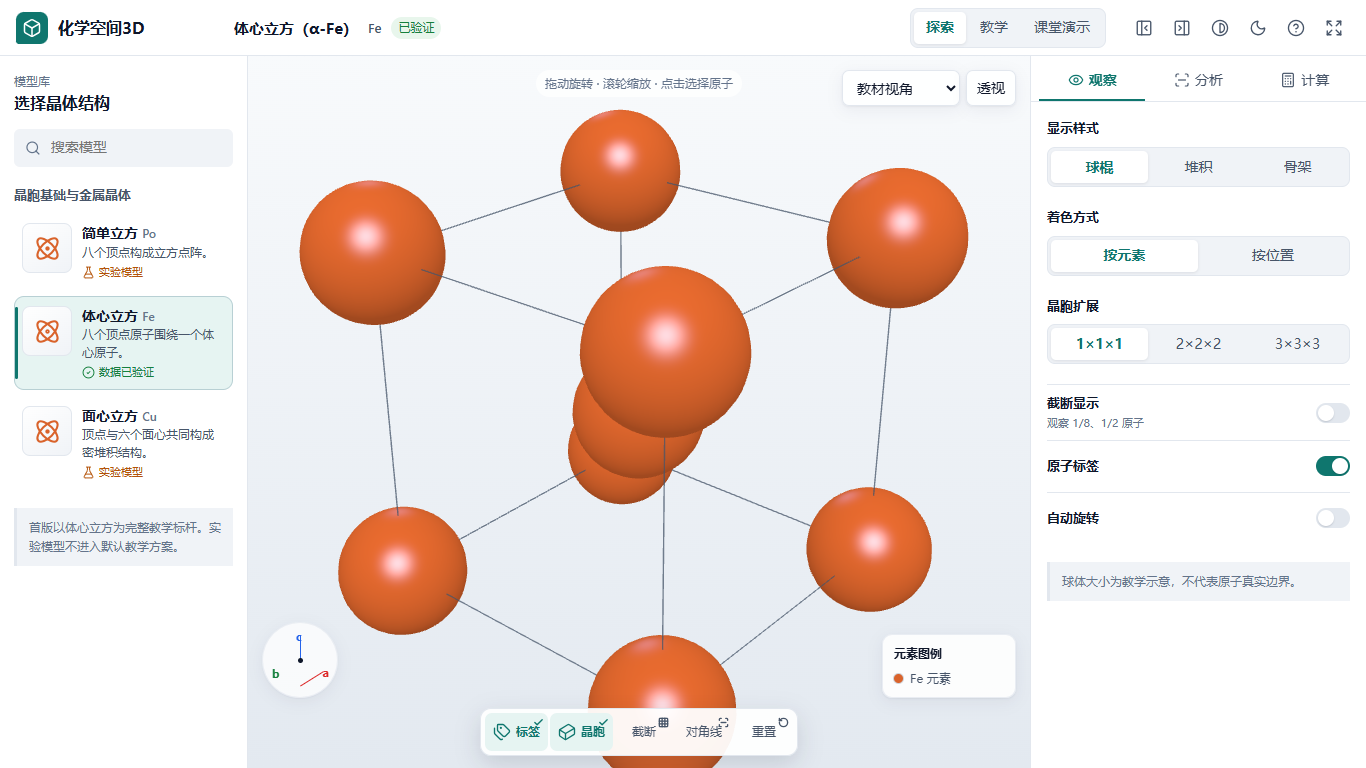 化学空间3D
体心立方（α-Fe） Fe 已验证
探索 教学 课堂演示
模型库
选择晶体结构
搜索模型
晶胞基础与金属晶体
简单立方 Po
八个顶点构成立方点阵。
实验模型
体心立方 Fe
八个顶点原子围绕一个体
心原子。
数据已验证
面心立方 Cu
顶点与六个面心共同构成
密堆积结构。
实验模型
首版以体心立方为完整教学标杆。实
验模型不进入默认教学方案。
拖动旋转 · 滚轮缩放 · 点击选择原子
教材视角 透视
c
b
a
元素图例
Fe 元素
标签 晶胞 截断 对角线 重置
观察 分析 计算
显示样式
球棍 堆积 骨架
着色方式
按元素 按位置
晶胞扩展
1×1×1 2×2×2 3×3×3
截断显示
观察 1/8、1/2 原子
原子标签
自动旋转
球体大小为教学示意，不代表原子真实边界。